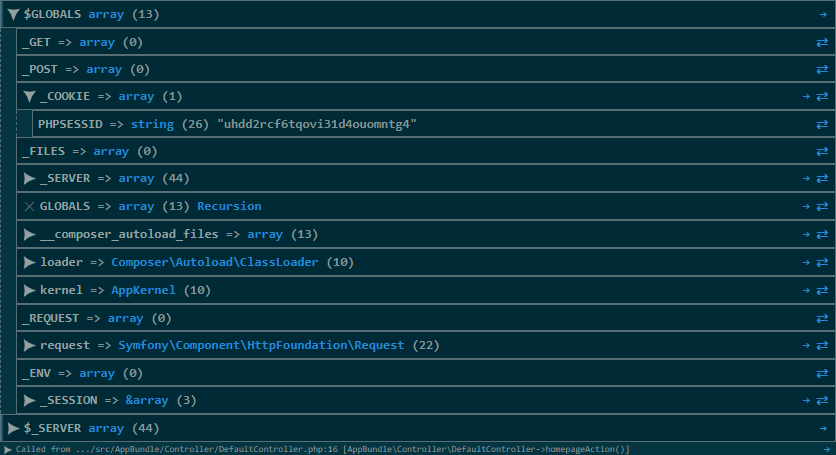 $GLOBALS array (13)
_GET => array (0)
_POST => array (0)
_COOKIE => array (1)
PHPSESSID => string (26) "uhdd2rcf6tqovi31d4ouomntg4"
_FILES => array (0)
_SERVER => array (44)
GLOBALS => array (13) Recursion
__composer_autoload_files => array (13)
loader => Composer\Autoload\ClassLoader (10)
kernel => AppKernel (10)
_REQUEST => array (0)
request => Symfony\Component\HttpFoundation\Request (22)
_ENV => array (0)
_SESSION => &array (3)
$_SERVER array (44)
Called from .../src/AppBundle/Controller/DefaultController.php:16 [AppBundle\Controller\DefaultController->homepageAction()]